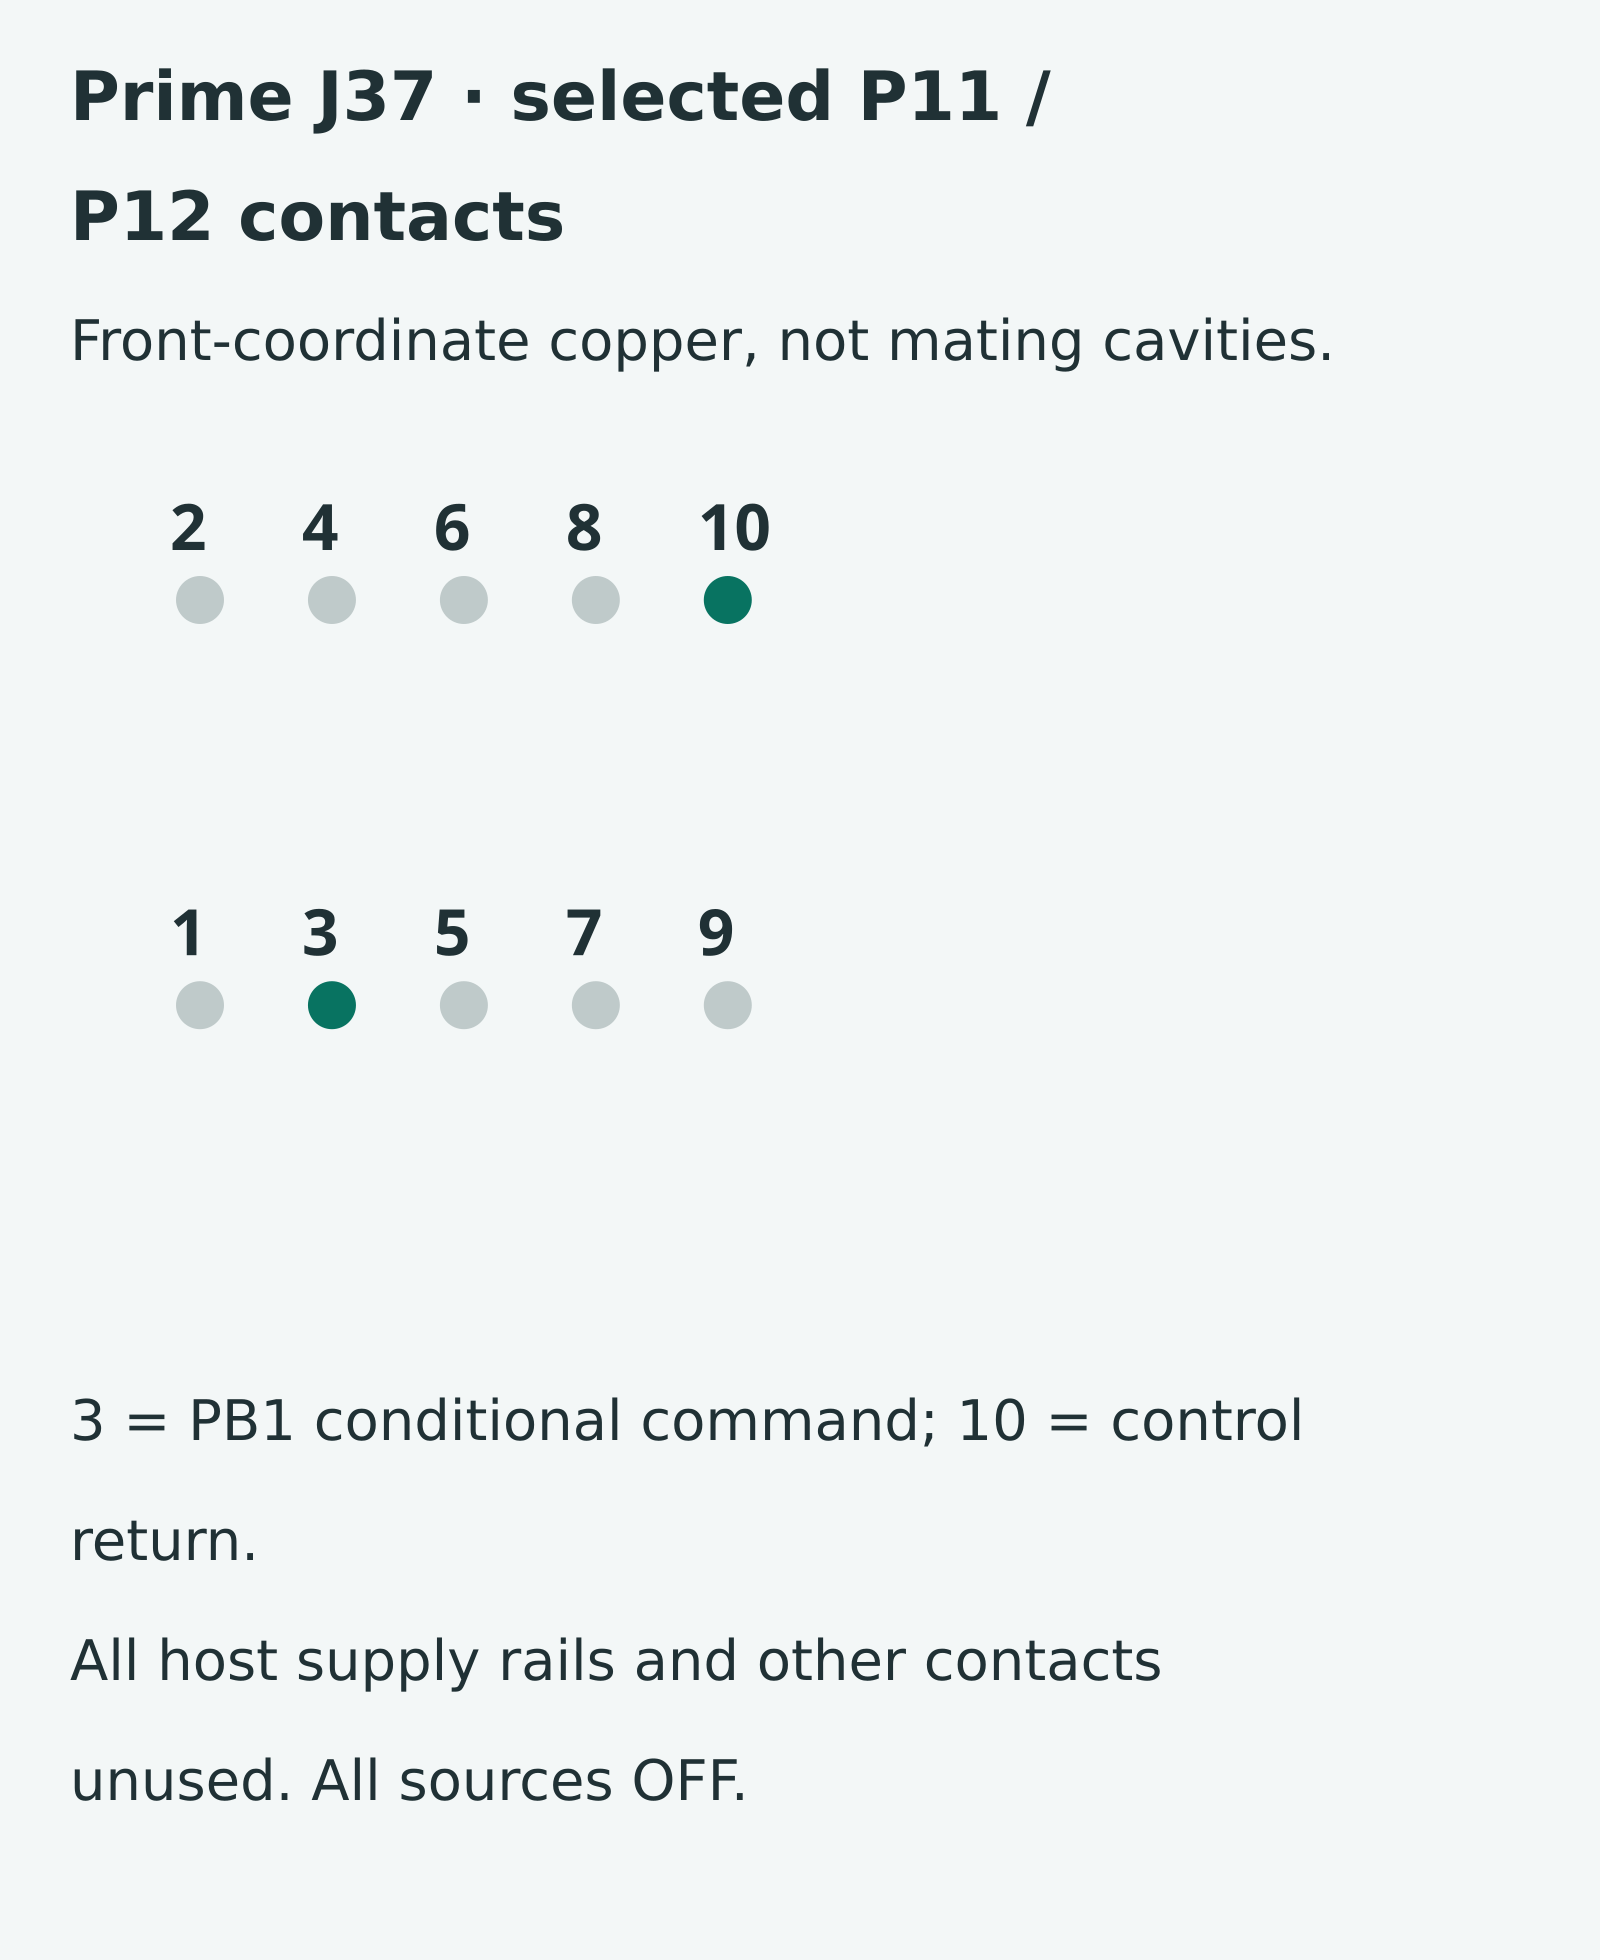 Prime J37 · selected P11 /
P12 contacts
Front-coordinate copper, not mating cavities.
2 4 6 8 10
1 3 5 7 9
3 = PB1 conditional command; 10 = control
return.
All host supply rails and other contacts
unused. All sources OFF.